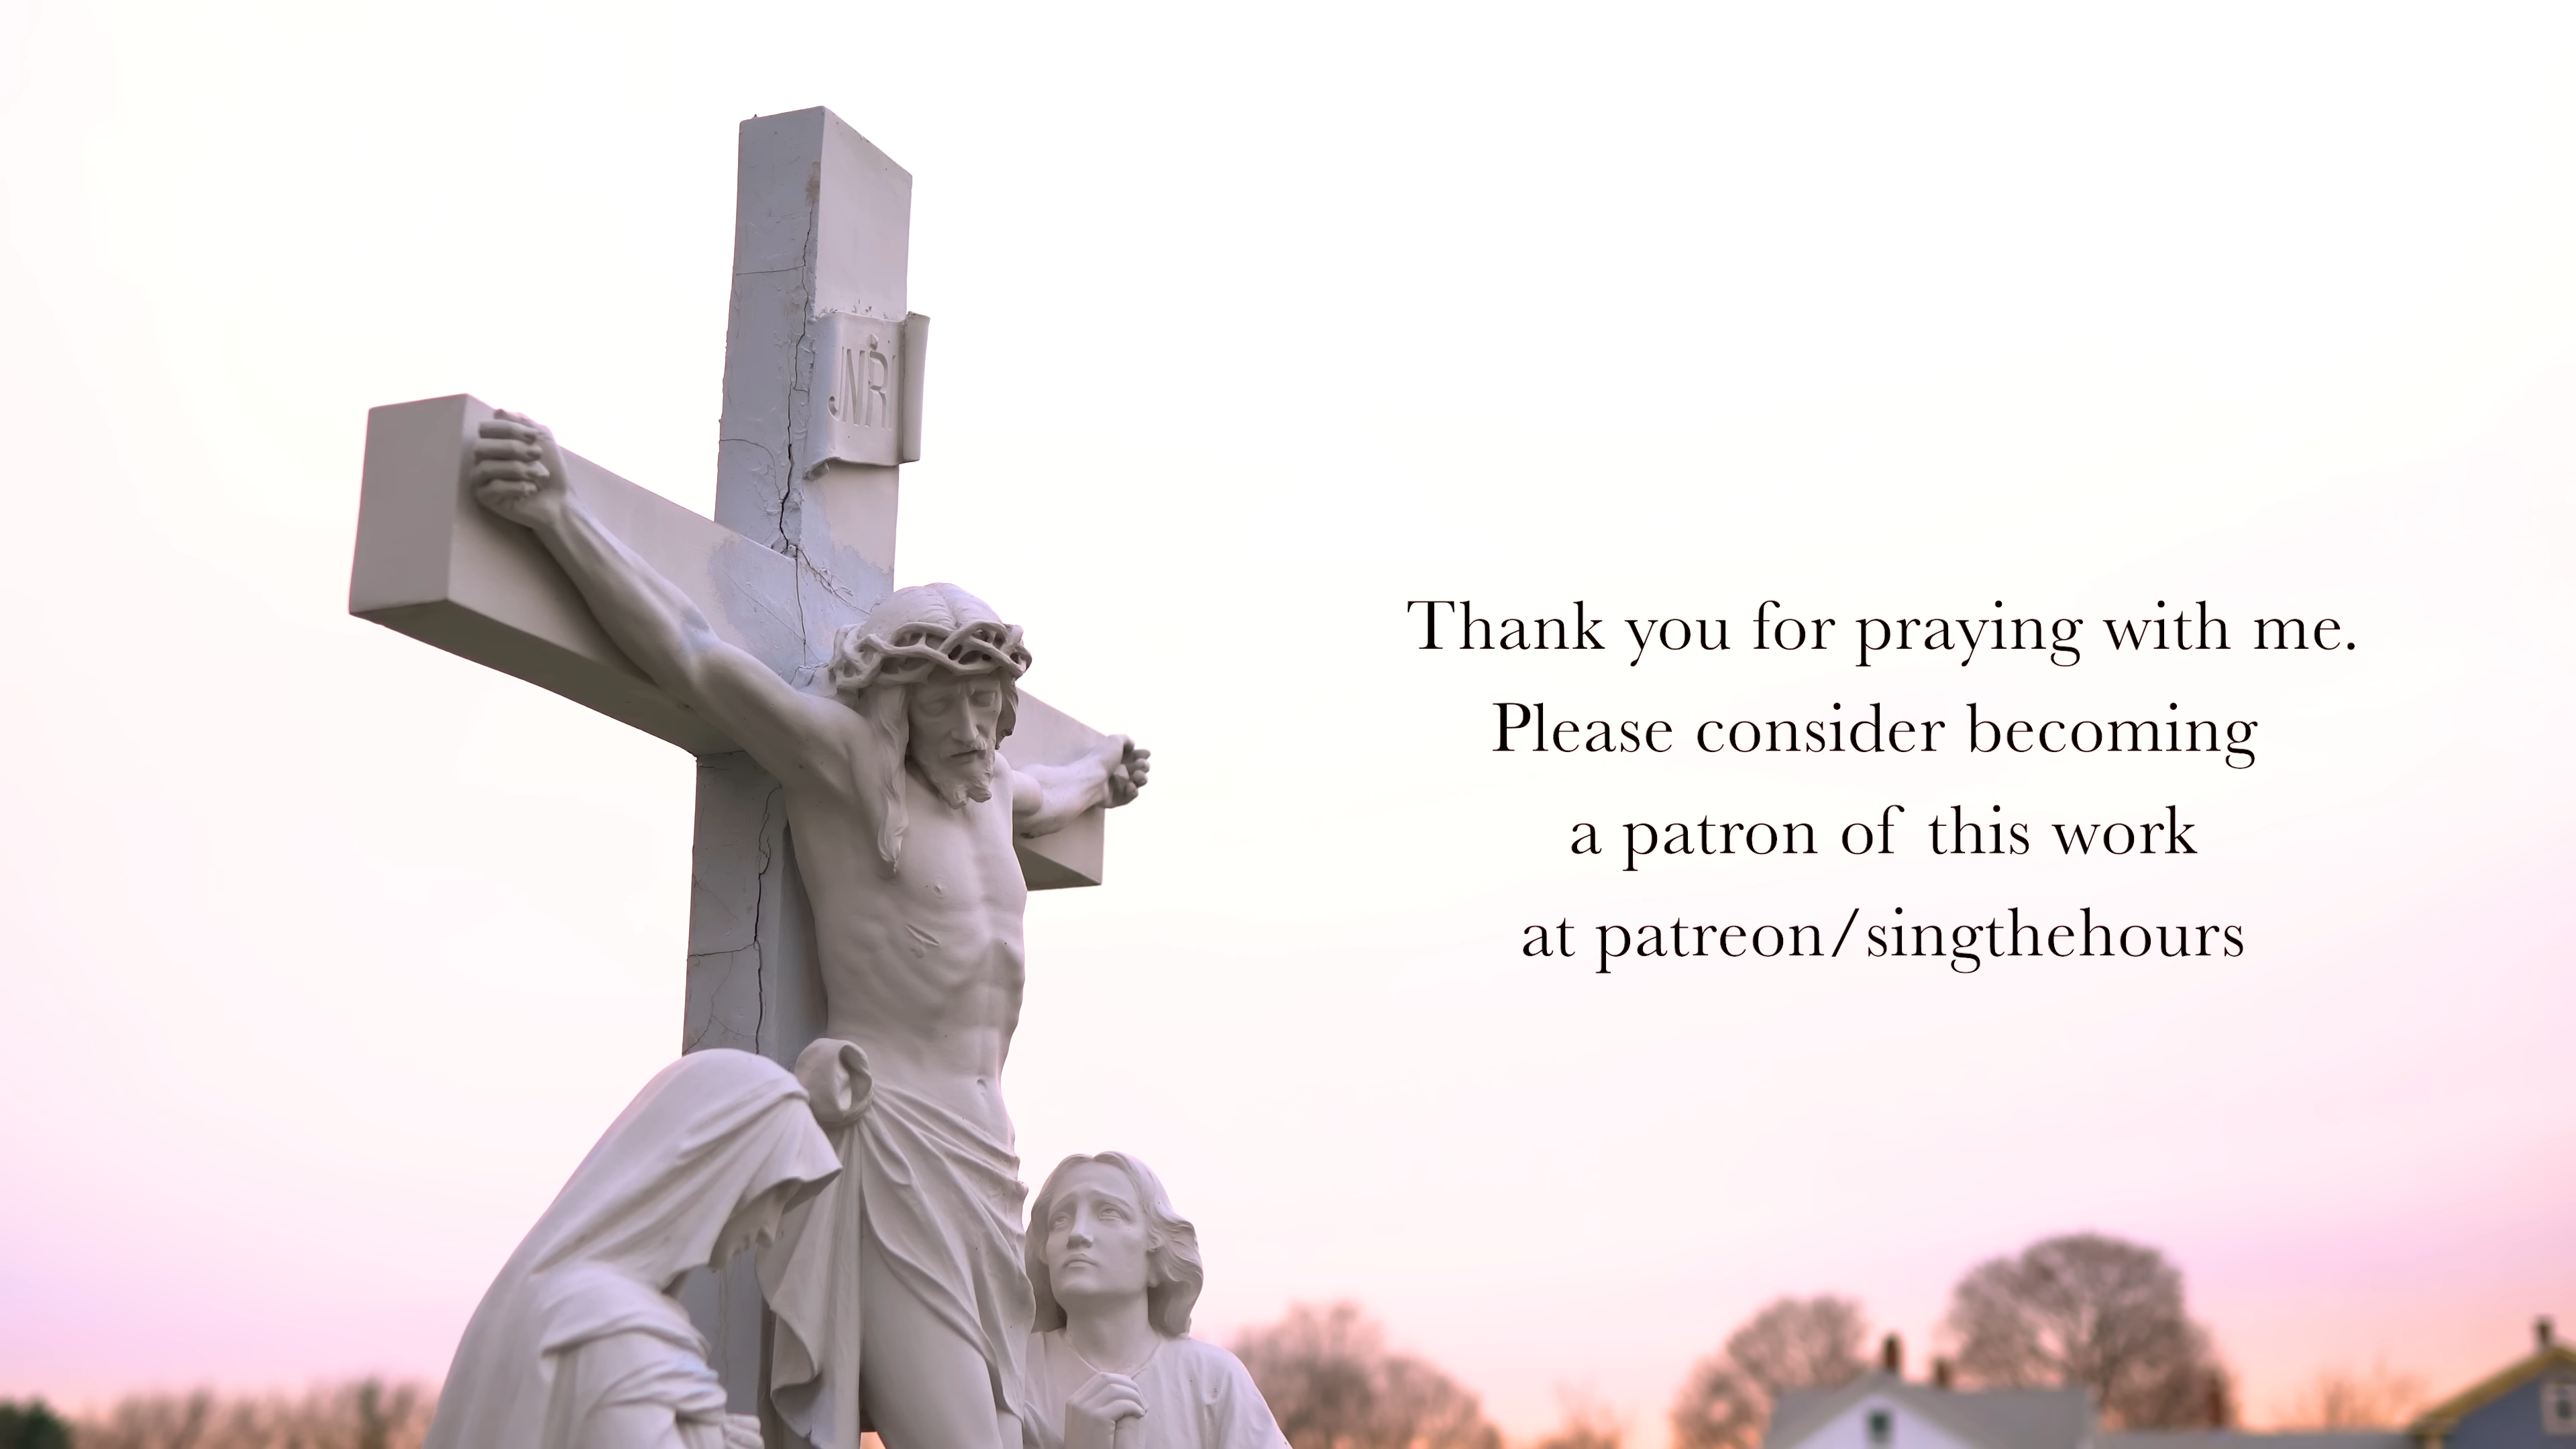 JNRI
Thank you for praying with me.
Please consider becoming
a patron of this work
at patreon/singthehours